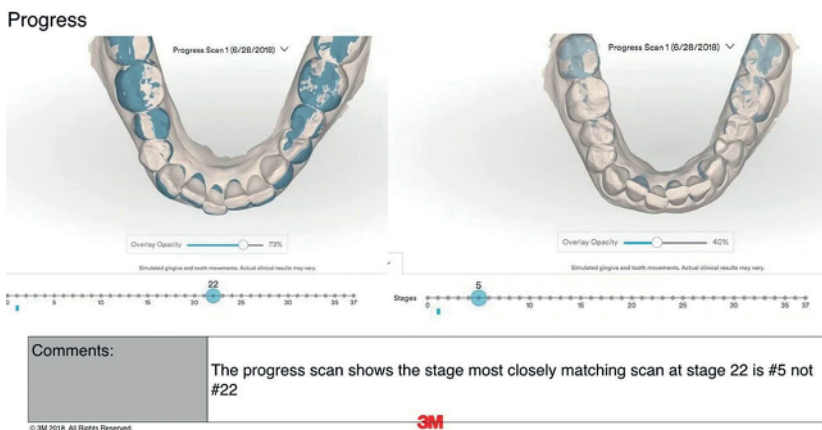 Progress
Progress Scan 1 (6/28/2018)
Overlay Opacity 73%
Simulated gingiva and tooth movements. Actual clinical results may vary.
22
0 5 10 15 20 25 30 35 37
Progress Scan 1 (6/28/2018)
Overlay Opacity 40%
Simulated gingiva and tooth movements. Actual clinical results may vary.
5
Stages 0 10 15 20 25 30 35 37
Comments:
The progress scan shows the stage most closely matching scan at stage 22 is #5 not
#22
© 3M 2018. All Rights Reserved.
3M